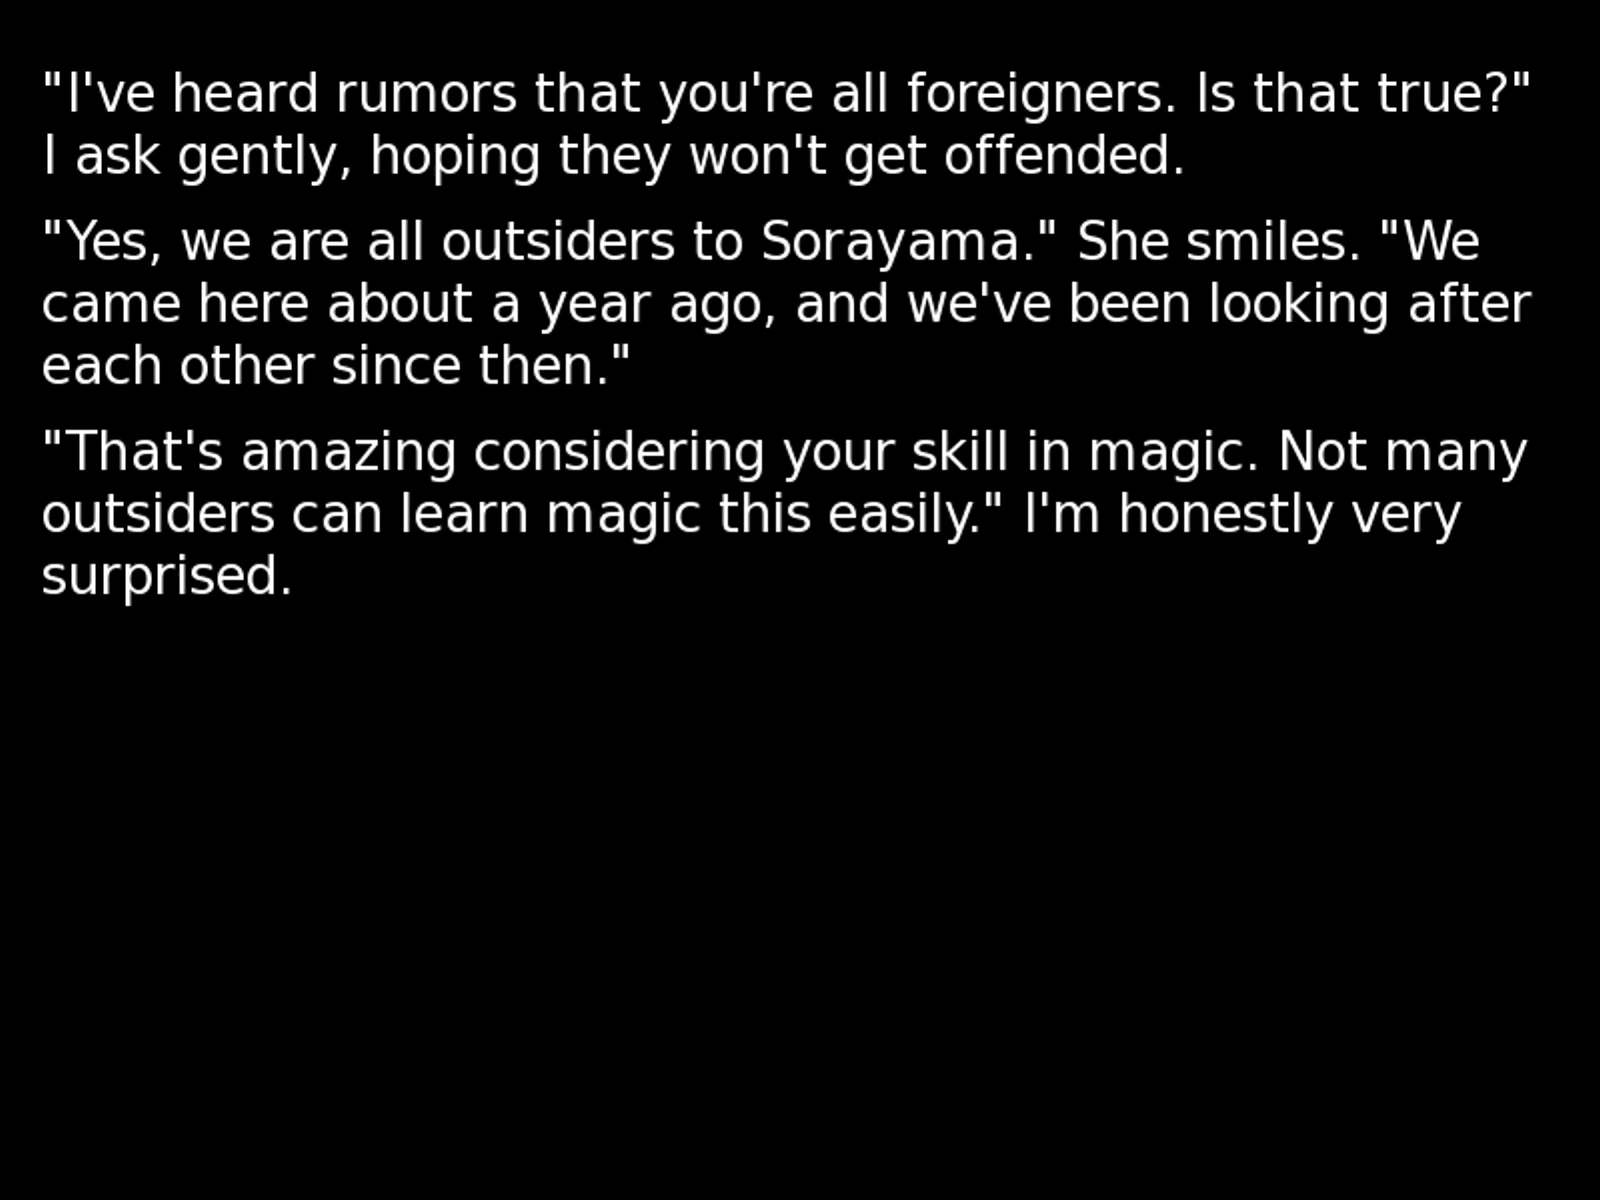 "I've heard rumors that you're all foreigners. Is that true?"
I ask gently, hoping they won't get offended.
"Yes, we are all outsiders to Sorayama." She smiles. "We
came here about a year ago, and we've been looking after
each other since then."
"That's amazing considering your skill in magic. Not many
outsiders can learn magic this easily." I'm honestly very
surprised.